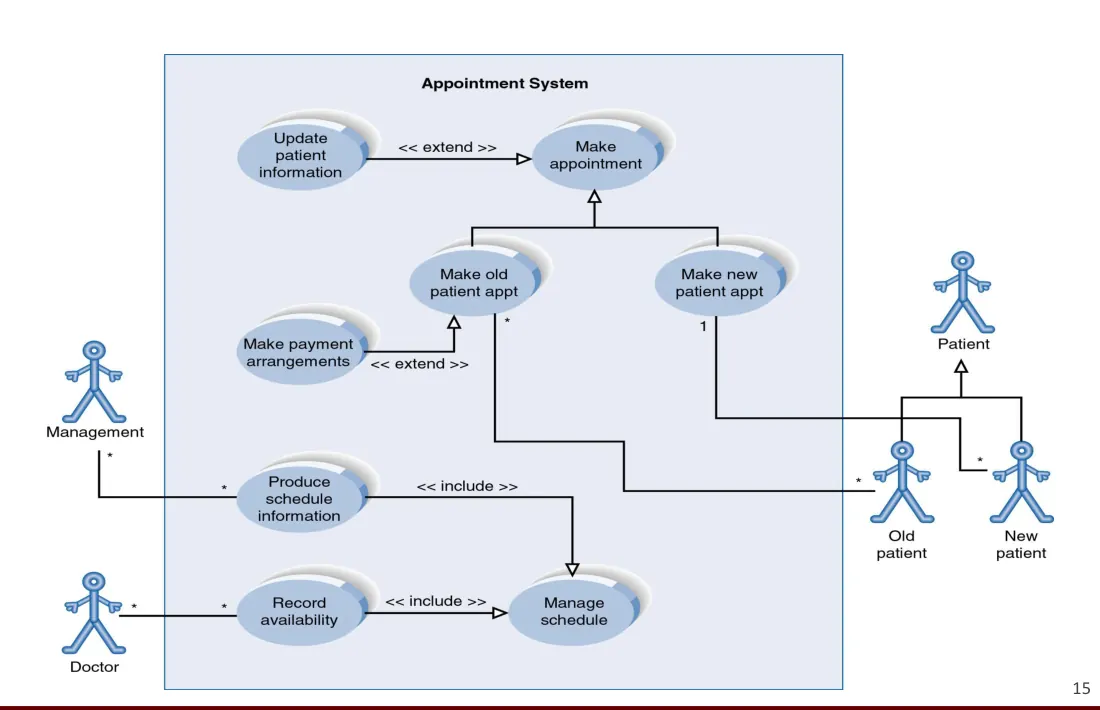 Appointment System
Update
patient
information
<< extend >>
Make
appointment
Make old
patient appt
Make new
patient appt
*
1
Patient
Make payment
arrangements
<< extend >>
Management
*
*
Produce
schedule
information
<< include >>
*
*
Old
patient
New
patient
Doctor
*
*
Record
availability
<< include >>
Manage
schedule
15